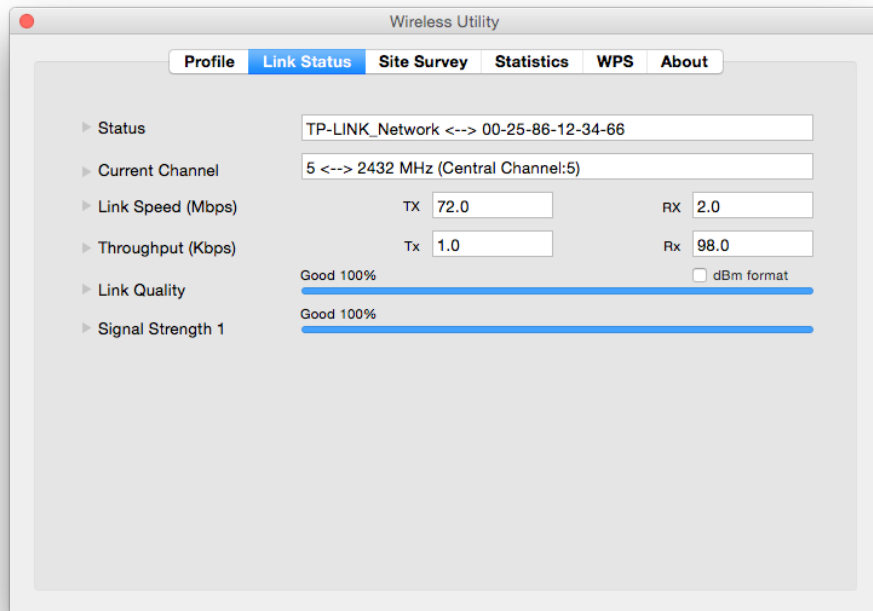 Wireless Utility
Profile Link Status Site Survey Statistics WPS About
Status TP-LINK_Network <--> 00-25-86-12-34-66
Current Channel 5 <--> 2432 MHz (Central Channel:5)
Link Speed (Mbps) TX 72.0 RX 2.0
Throughput (Kbps) Tx 1.0 Rx 98.0
Good 100% dBm format
Link Quality
Good 100%
Signal Strength 1